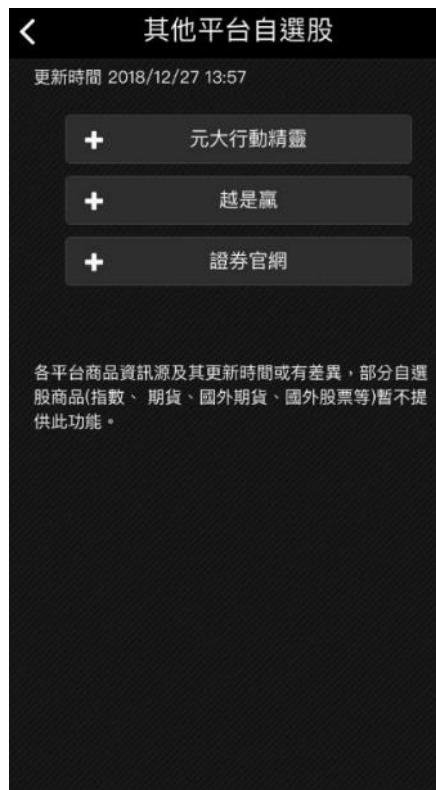 其他平台自選股
更新時間 2018/12/27 13:57
元大行動精靈
越是贏
證券官網
各平台商品資訊源及其更新時間或有差異，部分自選
股商品(指數、 期貨、國外期貨、國外股票等)暫不提
供此功能。